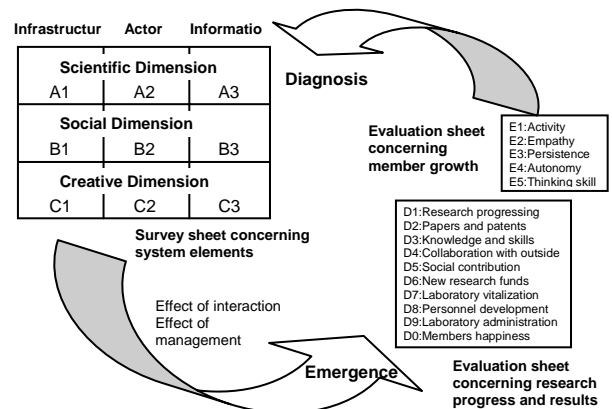 Infrastructur Actor Informatio
Scientific Dimension
A1 A2 A3
Social Dimension
B1 B2 B3
Creative Dimension
C1 C2 C3
Survey sheet concerning
system elements
Diagnosis
Evaluation sheet
concerning
member growth
E1:Activity
E2:Empathy
E3:Persistence
E4:Autonomy
E5:Thinking skill
D1:Research progressing
D2:Papers and patents
D3:Knowledge and skills
D4:Collaboration with outside
D5:Social contribution
D6:New research funds
D7:Laboratory vitalization
D8:Personnel development
D9:Laboratory administration
D0:Members happiness
Effect of interaction
Effect of
management
Emergence
Evaluation sheet
concerning research
progress and results